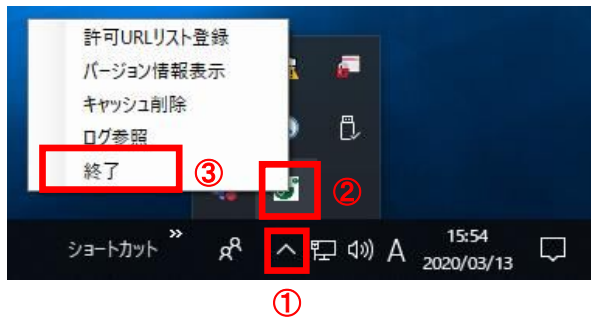 許可URLリスト登録
バージョン情報表示
キャッシュ削除
ログ参照
終了
③
②
ショートカット
»
A
15:54
2020/03/13
①